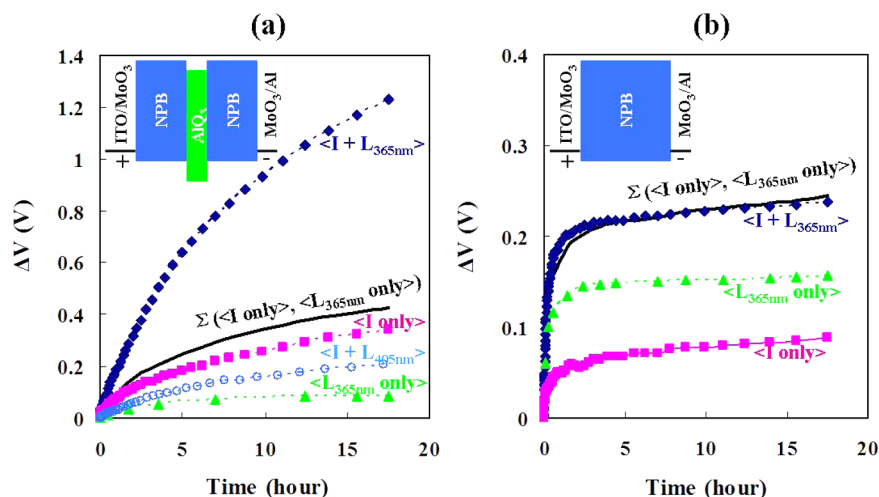 (a)
1.4
1.2
1
0.8
0.6
0.4
0.2
0
ΔV (V)
ITO/MoO₃
+
NPB
AlQ₃
NPB
MoO₃/Al
-
<I + L₃₆₅ₙₘ>
Σ (<I only>, <L₃₆₅ₙₘ only>)
<I only>
<I + L₄₀₅ₙₘ>
<L₃₆₅ₙₘ only>
0 5 10 15 20
Time (hour)
(b)
0.4
0.3
0.2
0.1
0
ΔV (V)
ITO/MoO₃
+
NPB
MoO₃/Al
-
Σ (<I only>, <L₃₆₅ₙₘ only>)
<I + L₃₆₅ₙₘ>
<L₃₆₅ₙₘ only>
<I only>
0 5 10 15 20
Time (hour)